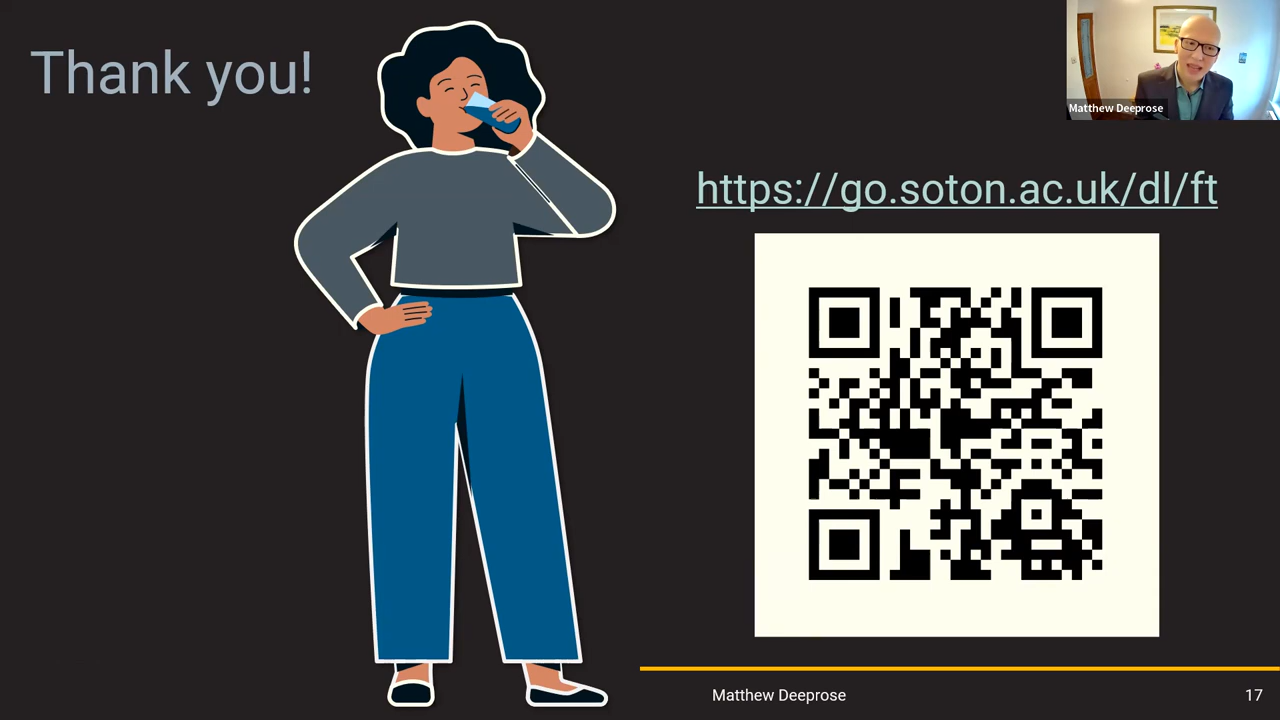 Thank you!
Matthew Deeprose
https://go.soton.ac.uk/dl/ft
Matthew Deeprose
17